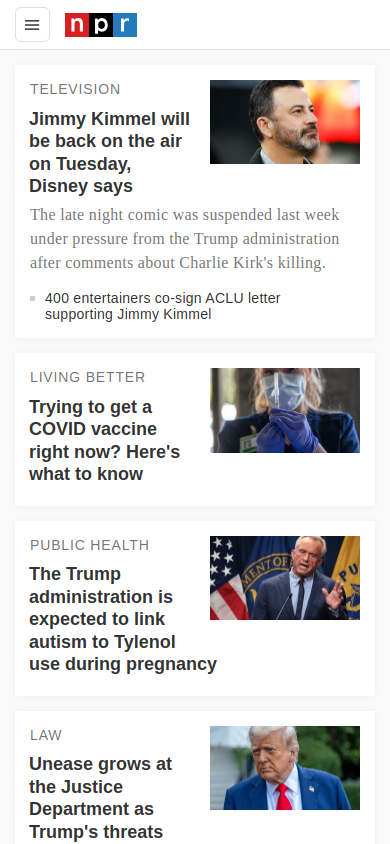 npr
TELEVISION
Jimmy Kimmel will
be back on the air
on Tuesday,
Disney says
The late night comic was suspended last week
under pressure from the Trump administration
after comments about Charlie Kirk's killing.
400 entertainers co-sign ACLU letter
supporting Jimmy Kimmel
LIVING BETTER
Trying to get a
COVID vaccine
right now? Here's
what to know
PUBLIC HEALTH
The Trump
administration is
expected to link
autism to Tylenol
use during pregnancy
LAW
Unease grows at
the Justice
Department as
Trump's threats